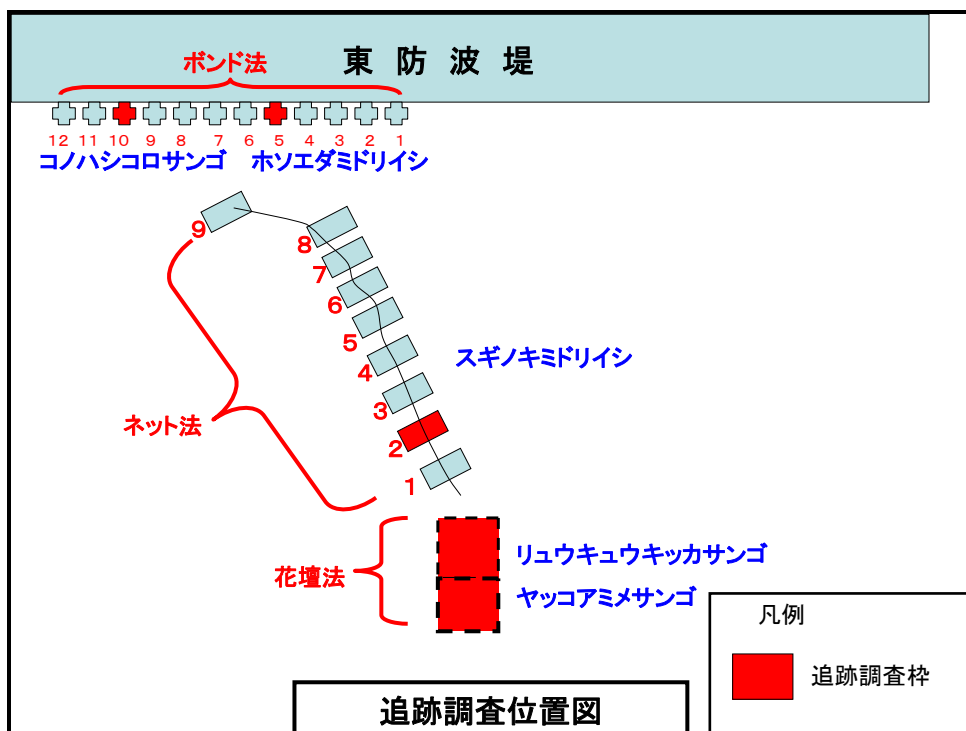 東防波堤
ボンド法
12 11 10 9 8 7 6 5 4 3 2 1
コノハシコロサンゴ ホソエダミドリイシ
9
8
7
6
5
スギノキミドリイシ
4
3
ネット法
2
1
リュウキュウキッカサンゴ
花壇法
ヤッコアミメサンゴ
凡例
追跡調査枠
追跡調査位置図